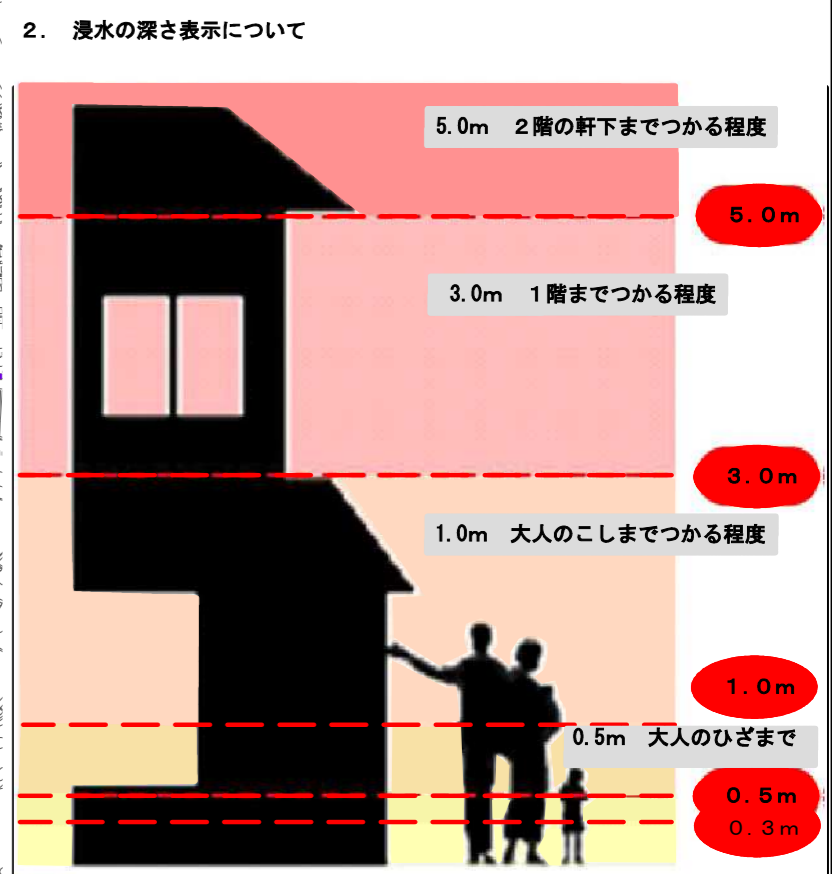 ２．　浸水の深さ表示について
5.0m　２階の軒下までつかる程度
５.０ｍ
3.0m　１階までつかる程度
３.０ｍ
1.0m　大人のこしまでつかる程度
１.０ｍ
0.5m　大人のひざまで
０.５ｍ
０.３ｍ